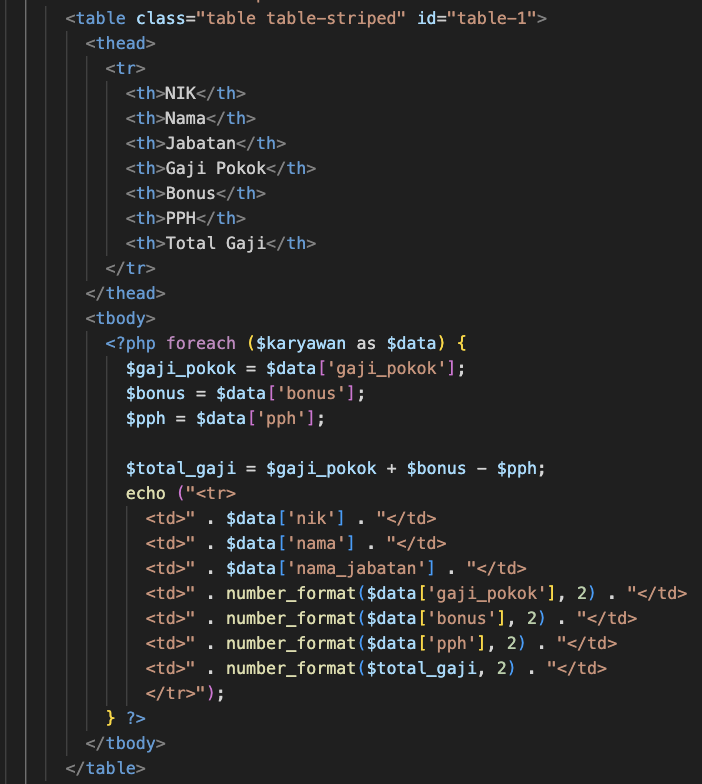 <table class="table table-striped" id="table-1">
<thead>
<tr>
<th>NIK</th>
<th>Nama</th>
<th>Jabatan</th>
<th>Gaji Pokok</th>
<th>Bonus</th>
<th>PPH</th>
<th>Total Gaji</th>
</tr>
</thead>
<tbody>
<?php foreach ($karyawan as $data) {
$gaji_pokok = $data['gaji_pokok'];
$bonus = $data['bonus'];
$pph = $data['pph'];
$total_gaji = $gaji_pokok + $bonus - $pph;
echo ("<tr>
<td>" . $data['nik'] . "</td>
<td>" . $data['nama'] . "</td>
<td>" . $data['nama_jabatan'] . "</td>
<td>" . number_format($data['gaji_pokok'], 2) . "</td>
<td>" . number_format($data['bonus'], 2) . "</td>
<td>" . number_format($data['pph'], 2) . "</td>
<td>" . number_format($total_gaji, 2) . "</td>
</tr>");
} ?>
</tbody>
</table>